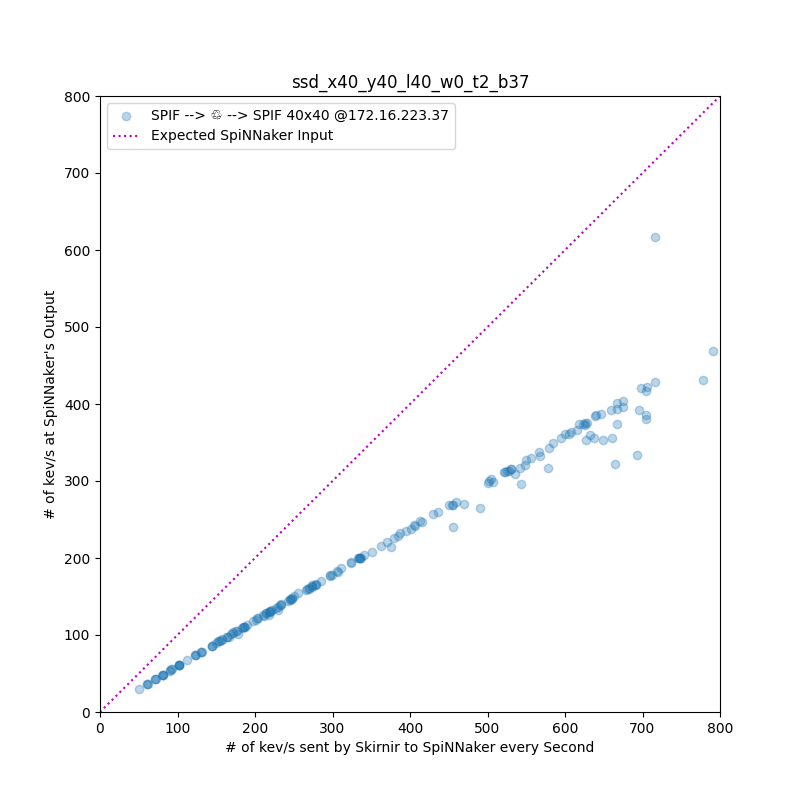 ssd_x40_y40_l40_w0_t2_b37
SPIF --> ♲ --> SPIF 40x40 @172.16.223.37
Expected SpiNNaker Input
800
700
600
500
400
300
200
100
0
# of kev/s at SpiNNaker's Output
0 100 200 300 400 500 600 700 800
# of kev/s sent by Skirnir to SpiNNaker every Second